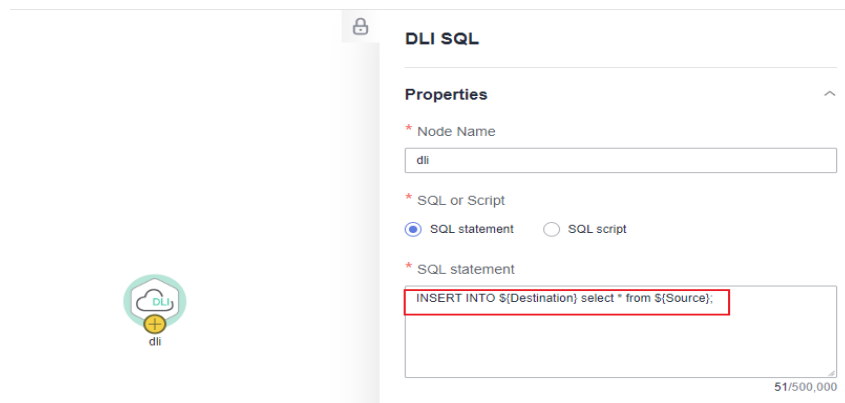 DLI SQL
Properties
* Node Name
dli
* SQL or Script
SQL statement SQL script
* SQL statement
INSERT INTO ${Destination} select * from ${Source};
51/500,000
DLI
dli